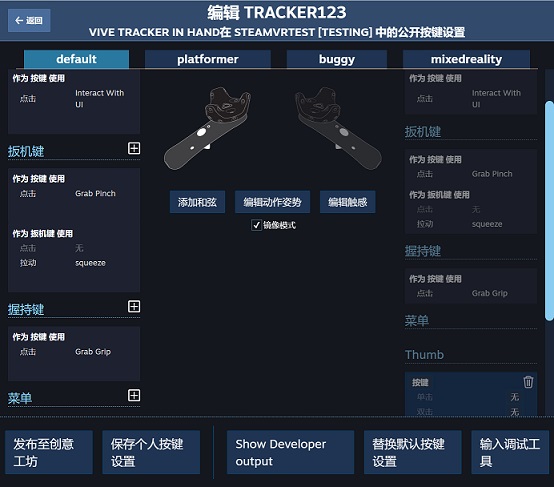 ← 返回
编辑 TRACKER123
VIVE TRACKER IN HAND在 STEAMVRTEST [TESTING] 中的公开按键设置
default
platformer
buggy
mixedreality
作为 按键 使用
点击 Interact With
UI
扳机键
作为 按键 使用
点击 Grab Pinch
作为 扳机键 使用
点击 无
拉动 squeeze
握持键
作为 按键 使用
点击 Grab Grip
菜单
添加和弦
编辑动作姿势
编辑触感
镜像模式
作为 按键 使用
点击 Interact With
UI
扳机键
作为 按键 使用
点击 Grab Pinch
作为 扳机键 使用
点击 无
拉动 squeeze
握持键
作为 按键 使用
点击 Grab Grip
菜单
Thumb
按键
单击 无
双击 无
发布至创意
工坊
保存个人按键
设置
Show Developer
output
替换默认按键
设置
输入调试工
具